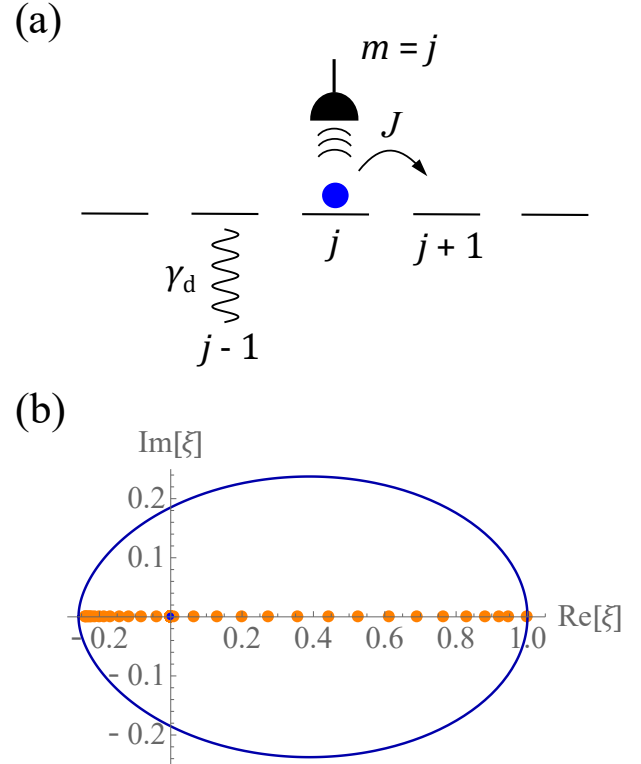 (a)
m = j
J
j
j + 1
γd
j - 1
(b)
Im[ξ]
0.2
0.1
Re[ξ]
- 0.2
0.2
0.4
0.6
0.8
1.0
- 0.1
- 0.2